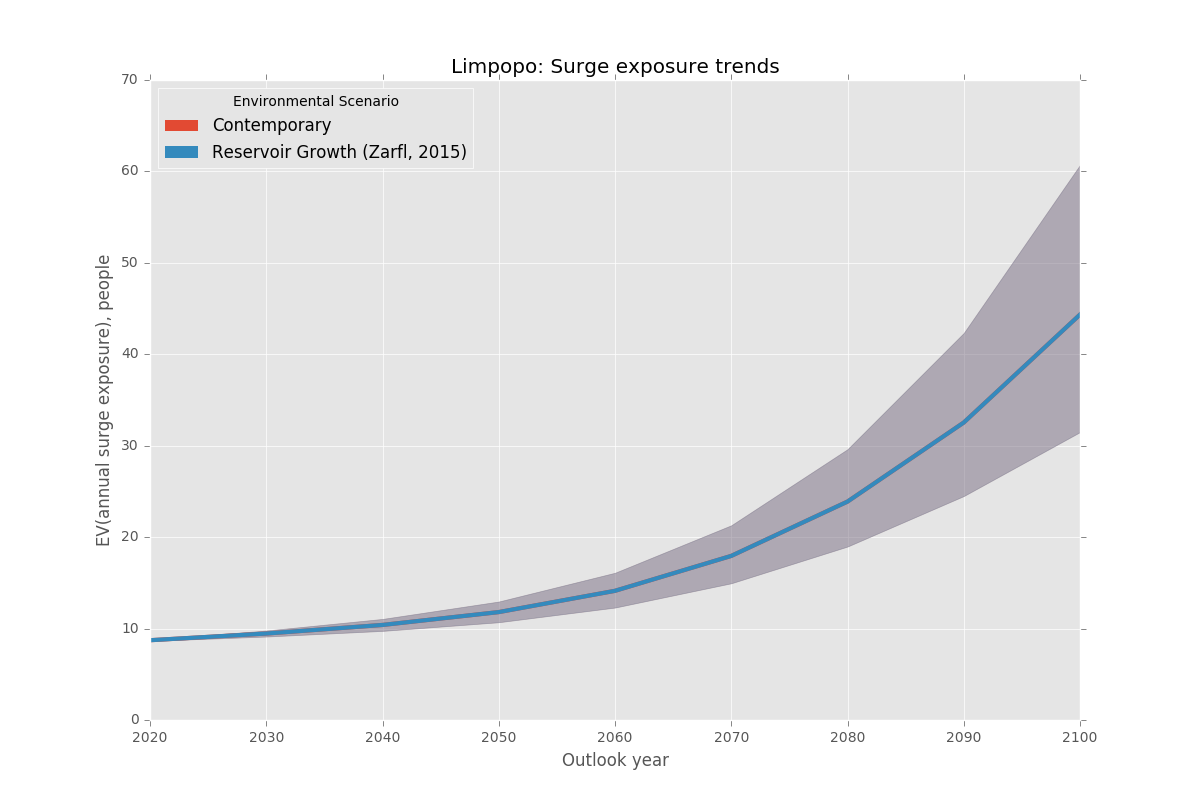 Limpopo: Surge exposure trends
Environmental Scenario
Contemporary
Reservoir Growth (Zarfl, 2015)
EV(annual surge exposure), people
70
60
50
40
30
20
10
0
2020 2030 2040 2050 2060 2070 2080 2090 2100
Outlook year